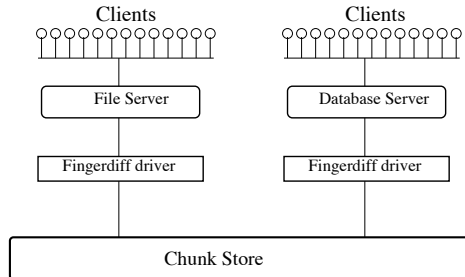 Clients Clients
File Server Database Server
Fingerdiff driver Fingerdiff driver
Chunk Store